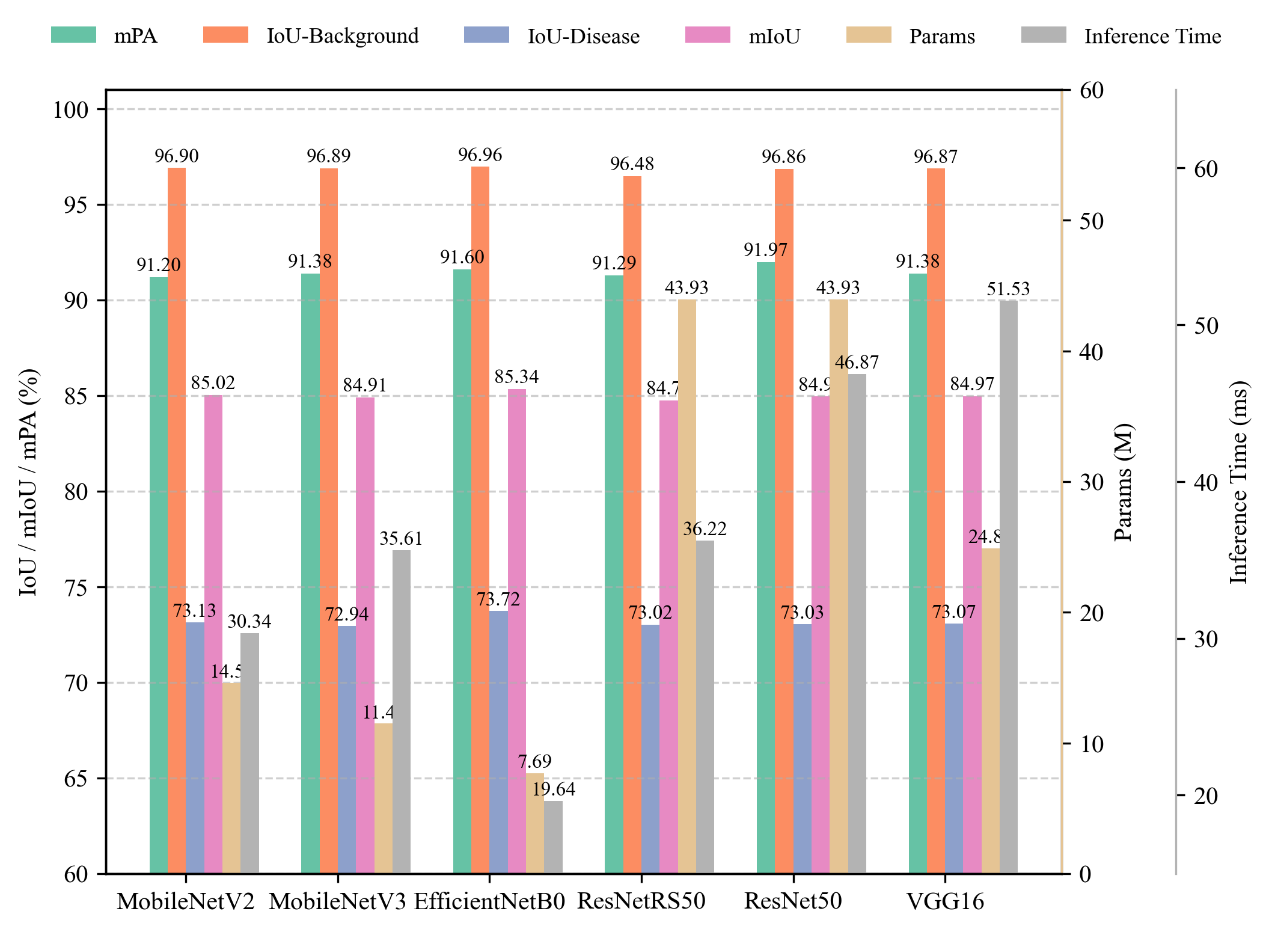 mPA IoU-Background IoU-Disease mIoU Params Inference Time
IoU / mIoU / mPA (%)
100
95
90
85
80
75
70
65
60
91.20 96.90 73.13 85.02 14.5 30.34
91.38 96.89 72.94 84.91 11.4 35.61
91.60 96.96 73.72 85.34 7.69 19.64
91.29 96.48 73.02 84.7 43.93 36.22
91.97 96.86 73.03 84.9 43.93 46.87
91.38 96.87 73.07 84.97 24.8 51.53
MobileNetV2 MobileNetV3 EfficientNetB0 ResNetRS50 ResNet50 VGG16
60
50
40
30
20
10
0
Params (M)
60
50
40
30
20
Inference Time (ms)